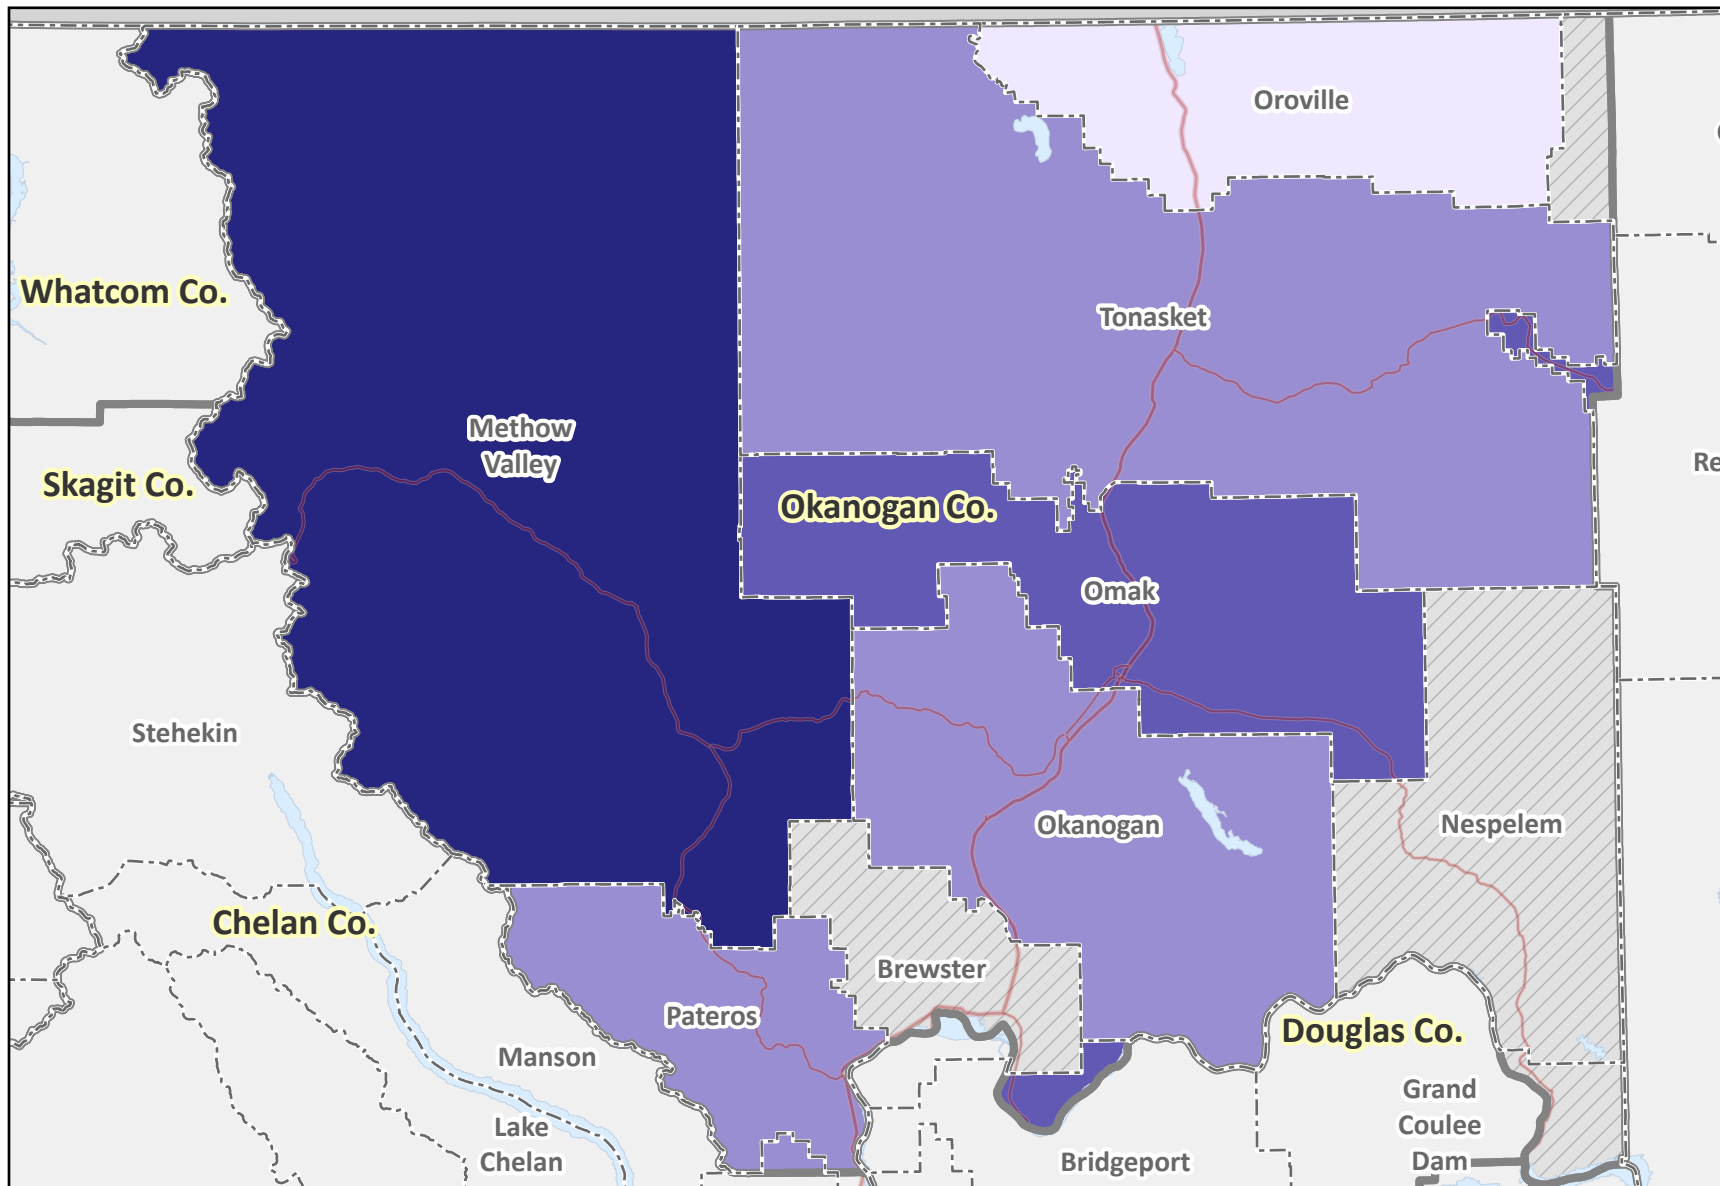 Oroville
Whatcom Co.
Tonasket
Methow
Valley
Skagit Co.
Okanogan Co.
Omak
Stehekin
Okanogan
Nespelem
Chelan Co.
Brewster
Pateros
Douglas Co.
Manson
Grand
Coulee
Dam
Lake
Chelan
Bridgeport
Re